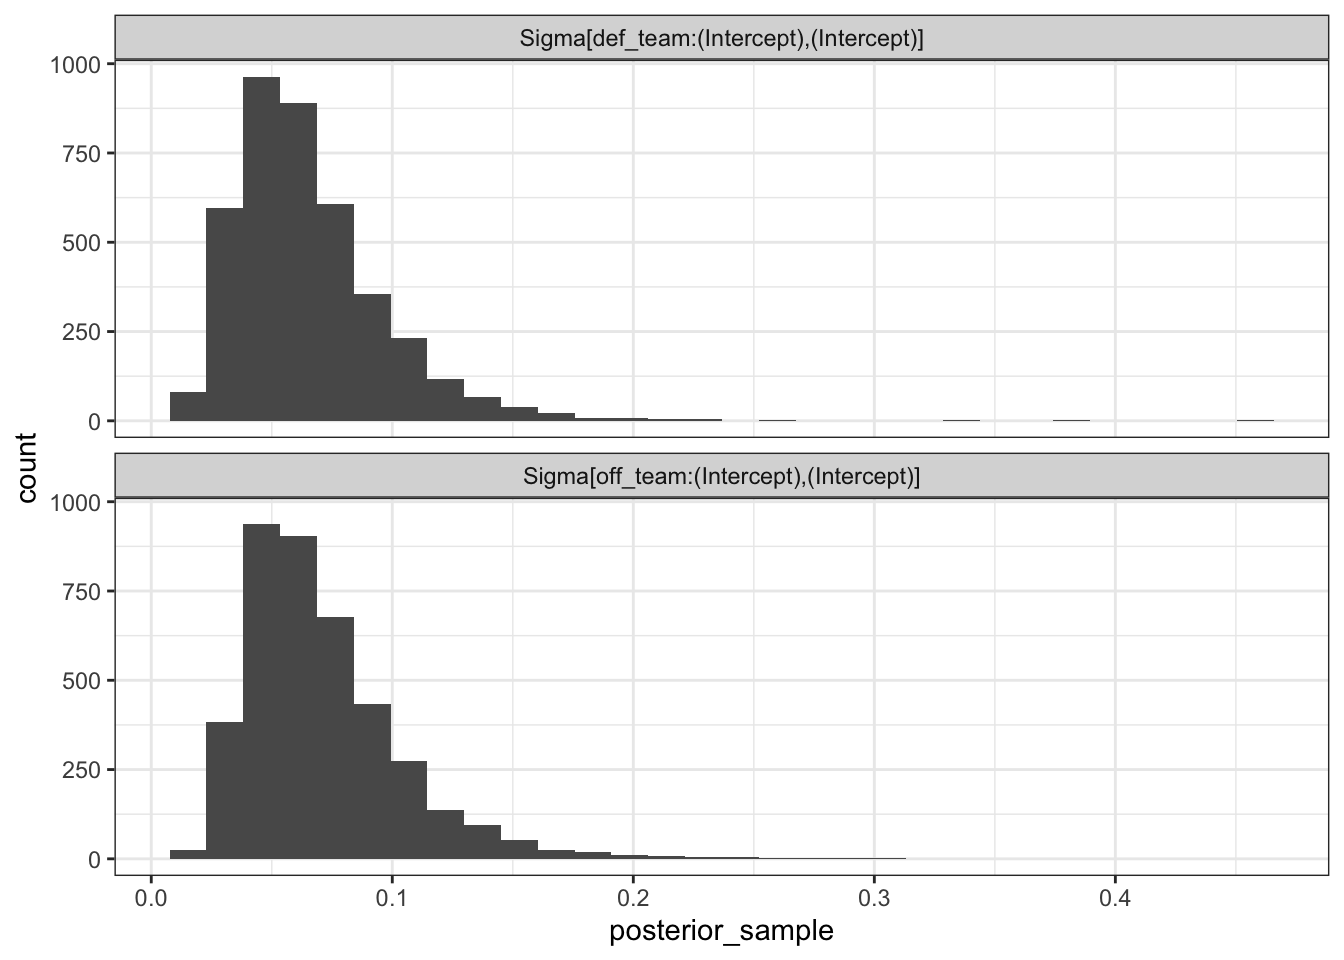 Sigma[def_team:(Intercept),(Intercept)]
1000
750
500
250
0
count
Sigma[off_team:(Intercept),(Intercept)]
1000
750
500
250
0
0.0 0.1 0.2 0.3 0.4
posterior_sample